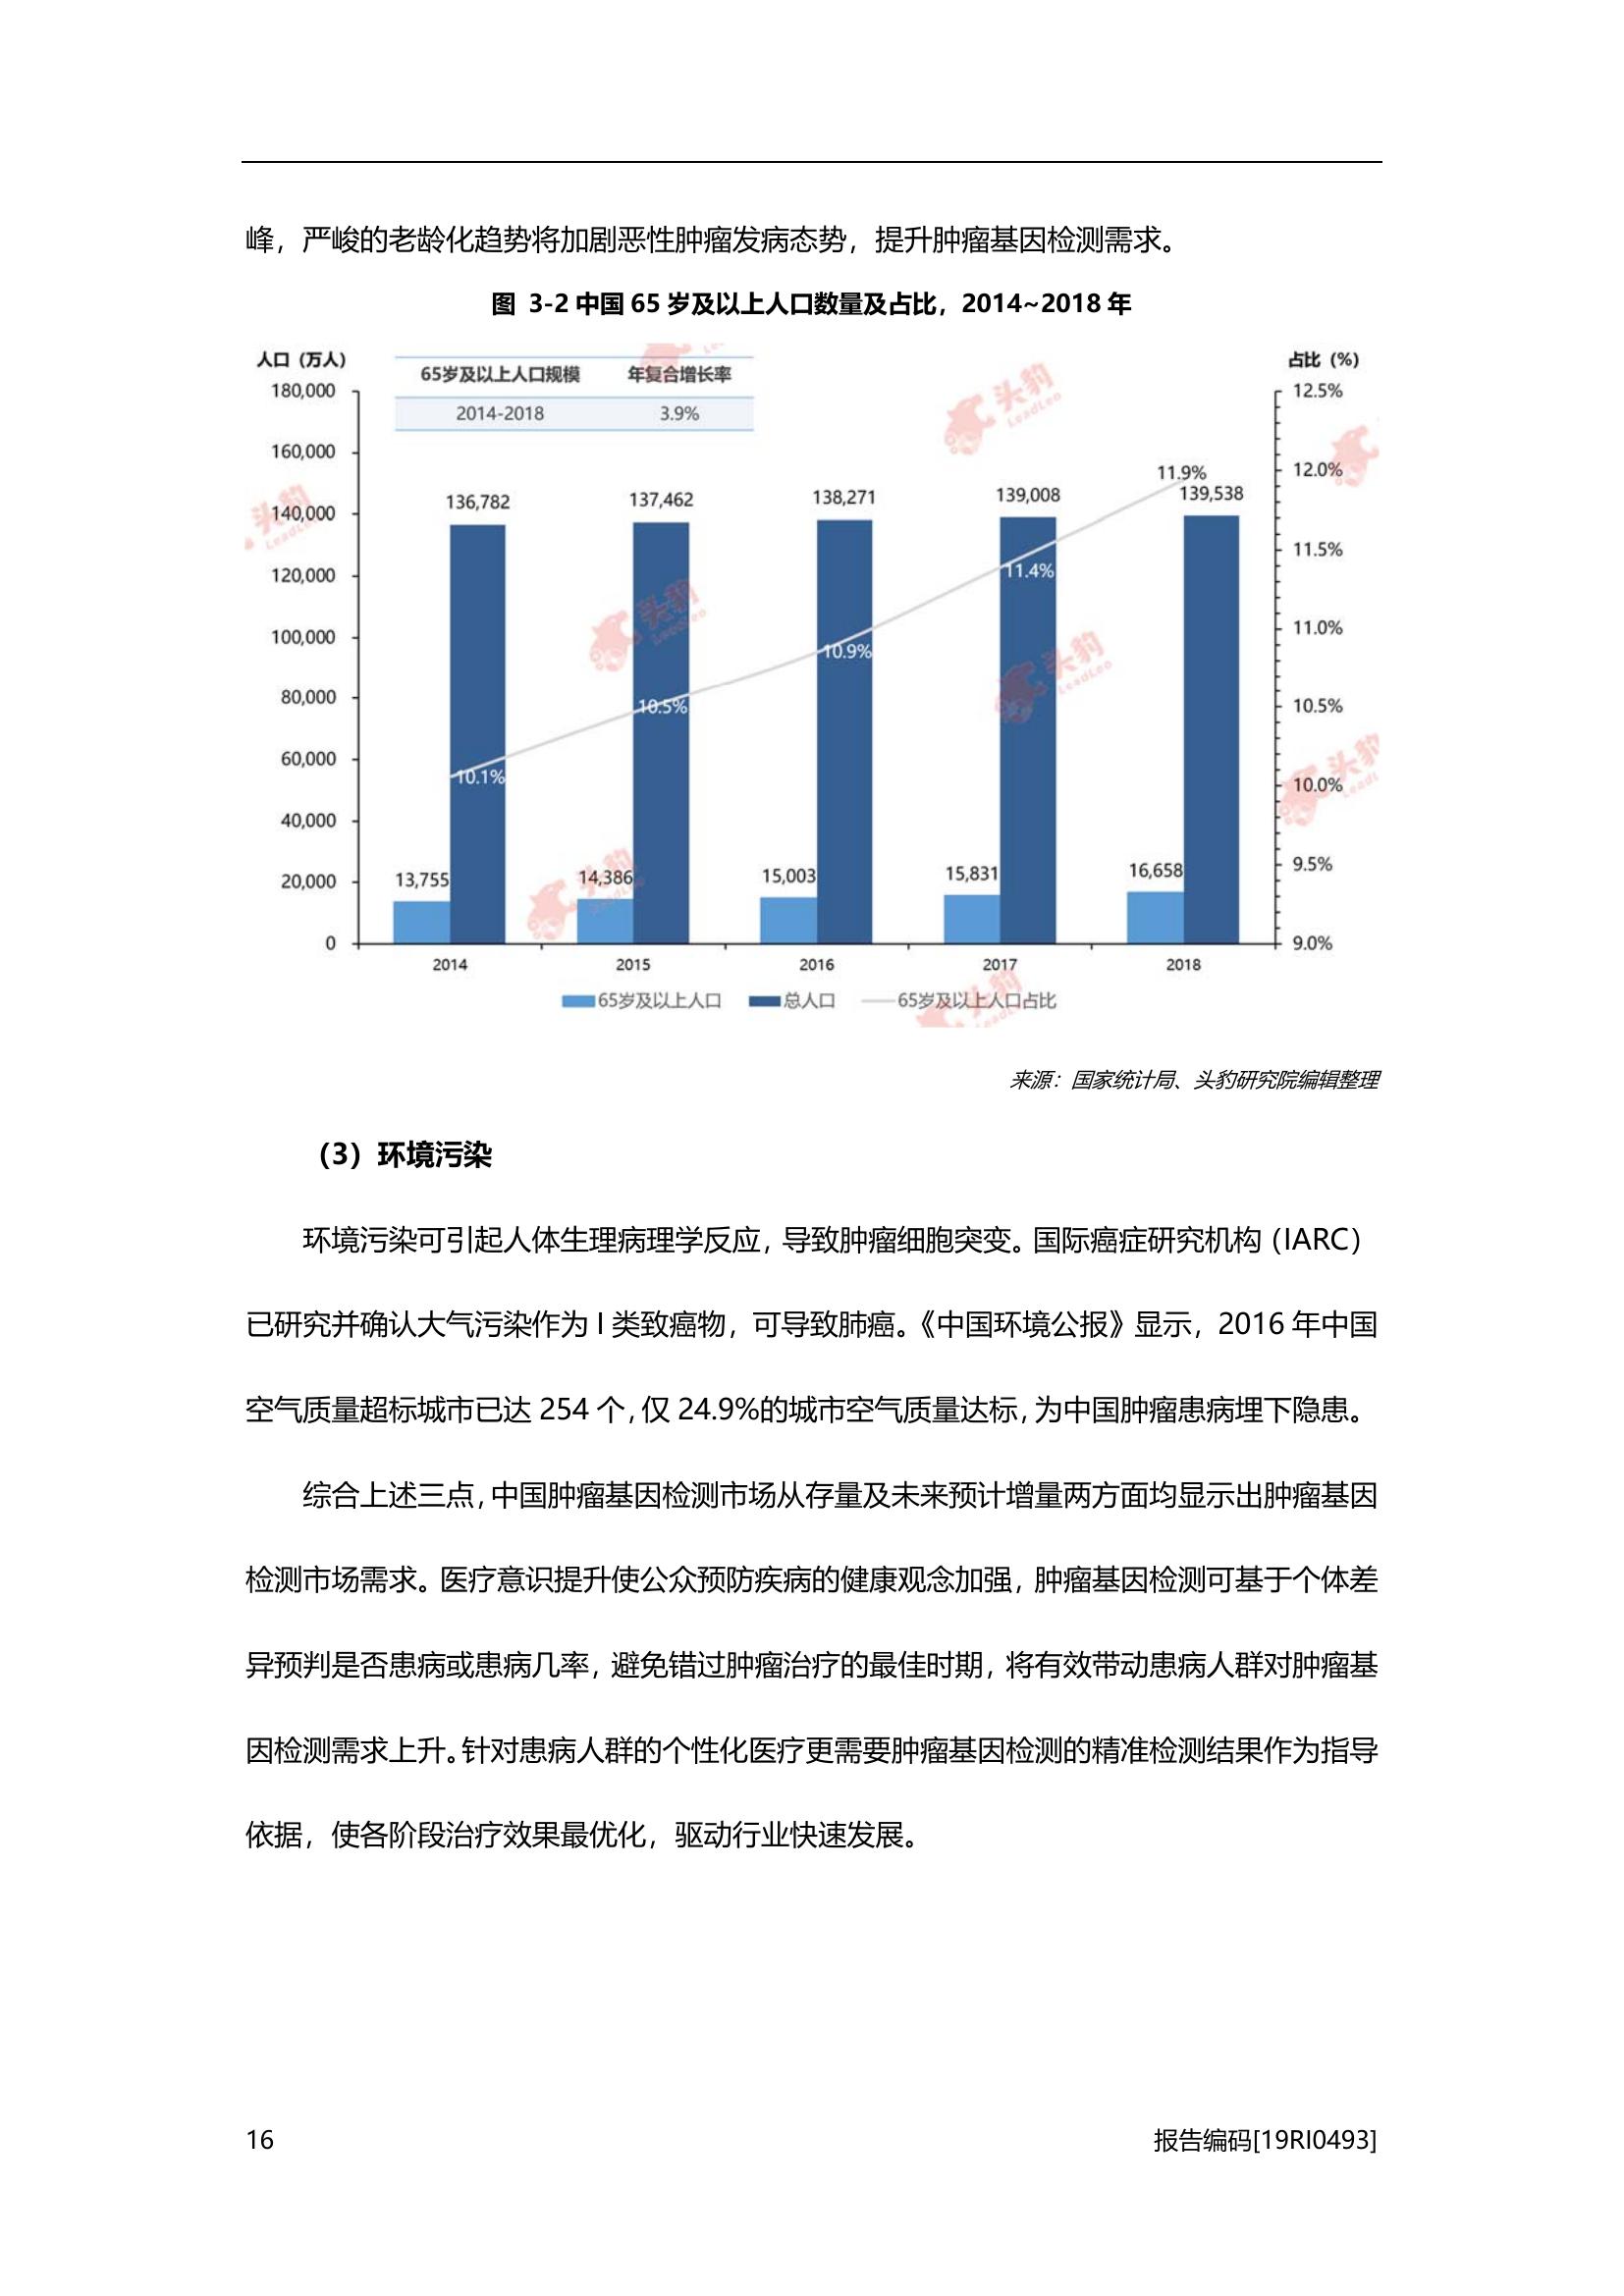 峰，严峻的老龄化趋势将加剧恶性肿瘤发病态势，提升肿瘤基因检测需求。
图 3-2 中国 65 岁及以上人口数量及占比，2014~2018 年
人口（万人）
占比（%）
65岁及以上人口规模 年复合增长率
2014-2018 3.9%
180,000
160,000
140,000
120,000
100,000
80,000
60,000
40,000
20,000
0
12.5%
12.0%
11.5%
11.0%
10.5%
10.0%
9.5%
9.0%
136,782
137,462
138,271
139,008
139,538
10.1%
10.5%
10.9%
11.4%
11.9%
13,755
14,386
15,003
15,831
16,658
2014 2015 2016 2017 2018
65岁及以上人口 总人口 65岁及以上人口占比
头豹
LeadLeo
头豹
LeadLeo
头豹
LeadLeo
头豹
LeadLeo
头豹
头豹
头豹
来源：国家统计局、头豹研究院编辑整理
（3）环境污染
环境污染可引起人体生理病理学反应，导致肿瘤细胞突变。国际癌症研究机构（IARC）
已研究并确认大气污染作为 I 类致癌物，可导致肺癌。《中国环境公报》显示，2016 年中国
空气质量超标城市已达 254 个，仅 24.9%的城市空气质量达标，为中国肿瘤患病埋下隐患。
综合上述三点，中国肿瘤基因检测市场从存量及未来预计增量两方面均显示出肿瘤基因
检测市场需求。医疗意识提升使公众预防疾病的健康观念加强，肿瘤基因检测可基于个体差
异预判是否患病或患病几率，避免错过肿瘤治疗的最佳时期，将有效带动患病人群对肿瘤基
因检测需求上升。针对患病人群的个性化医疗更需要肿瘤基因检测的精准检测结果作为指导
依据，使各阶段治疗效果最优化，驱动行业快速发展。
16
报告编码[19RI0493]